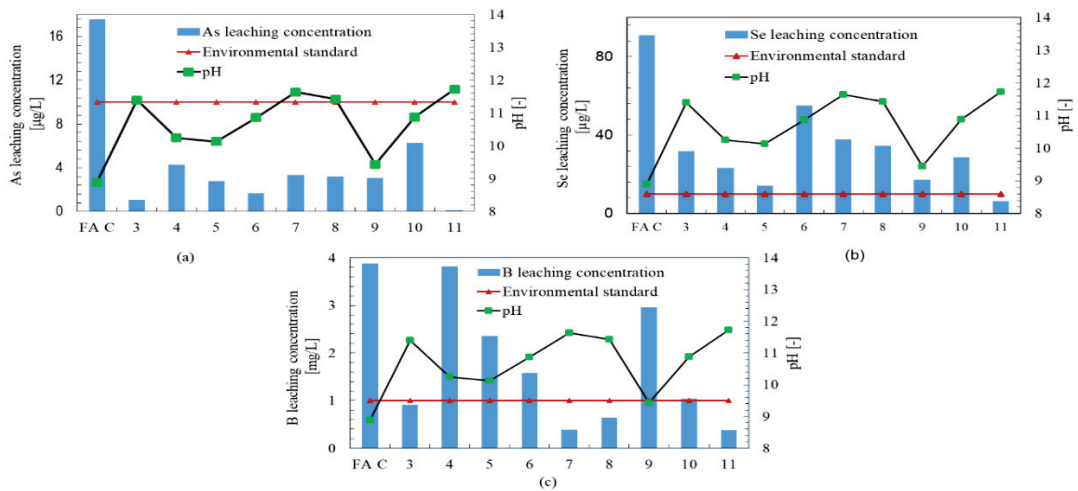 As leaching concentration
[µg/L]
16
12
8
4
0
As leaching concentration
Environmental standard
pH
14
13
12
11
10
9
8
pH [-]
FA C 3 4 5 6 7 8 9 10 11
(a)
Se leaching concentration
[µg/L]
80
40
0
Se leaching concentration
Environmental standard
pH
14
13
12
11
10
9
8
pH [-]
FA C 3 4 5 6 7 8 9 10 11
(b)
B leaching concentration
[mg/L]
4
3
2
1
0
B leaching concentration
Environmental standard
pH
14
13
12
11
10
9
8
pH [-]
FA C 3 4 5 6 7 8 9 10 11
(c)